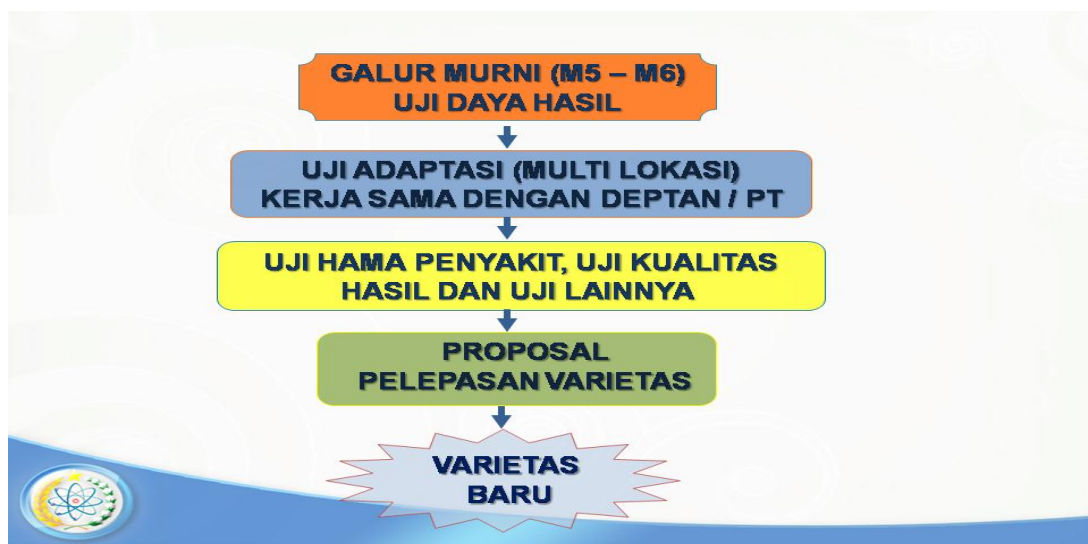 GALUR MURNI (M5 – M6)
UJI DAYA HASIL
UJI ADAPTASI (MULTI LOKASI)
KERJA SAMA DENGAN DEPTAN / PT
UJI HAMA PENYAKIT, UJI KUALITAS
HASIL DAN UJI LAINNYA
PROPOSAL
PELEPASAN VARIETAS
VARIETAS
BARU